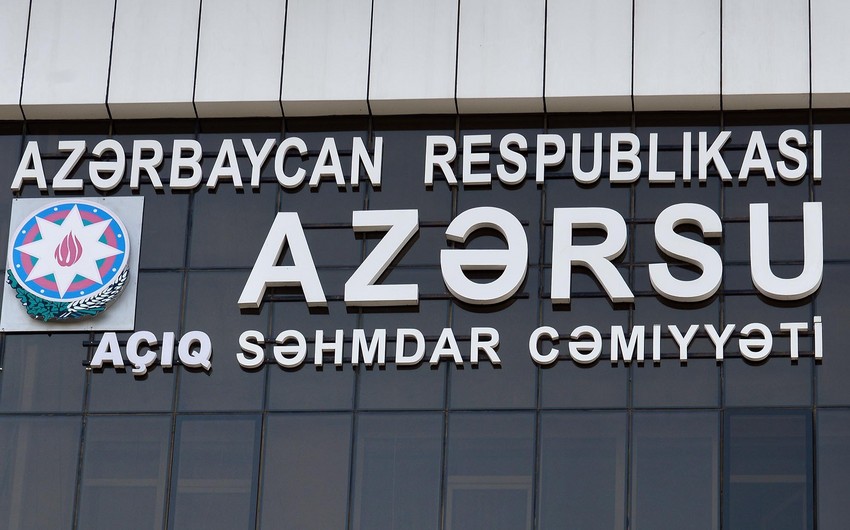 AZƏRBAYCAN RESPUBLIKASI
AZƏRSU
AÇIQ SƏHMDAR CƏMIYYƏTİ